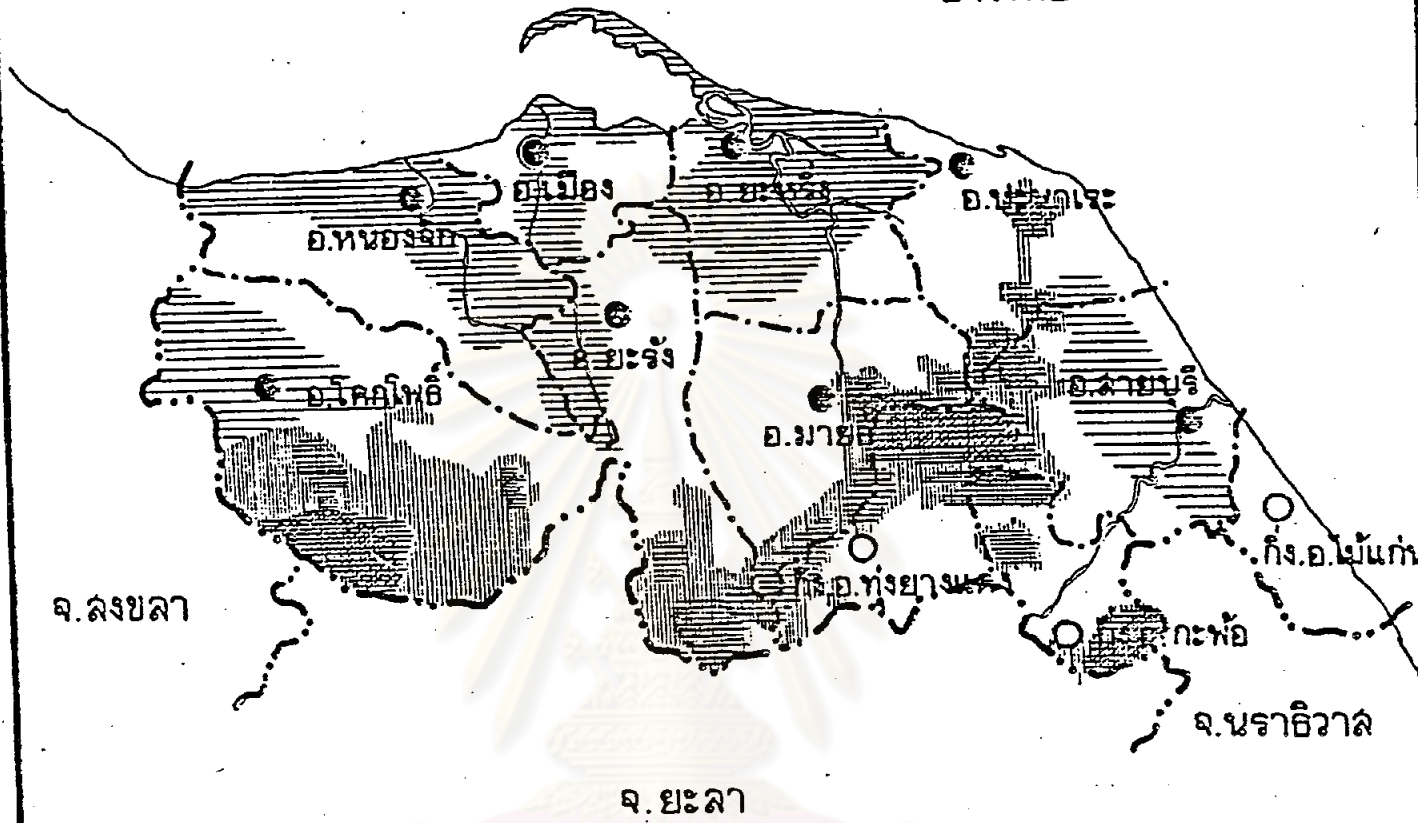 อ.เมือง
อ.ยะหริ่ง
อ.ปะนาเระ
อ.หนองจิก
อ.ยะรัง
อ.โคกโพธิ์
อ.สายบุรี
อ.มายอ
กิ่ง.อ.ไม้แก่น
กิ่ง.อ.ทุ่งยางแดง
จ.สงขลา
กะพ้อ
จ.นราธิวาส
จ.ยะลา